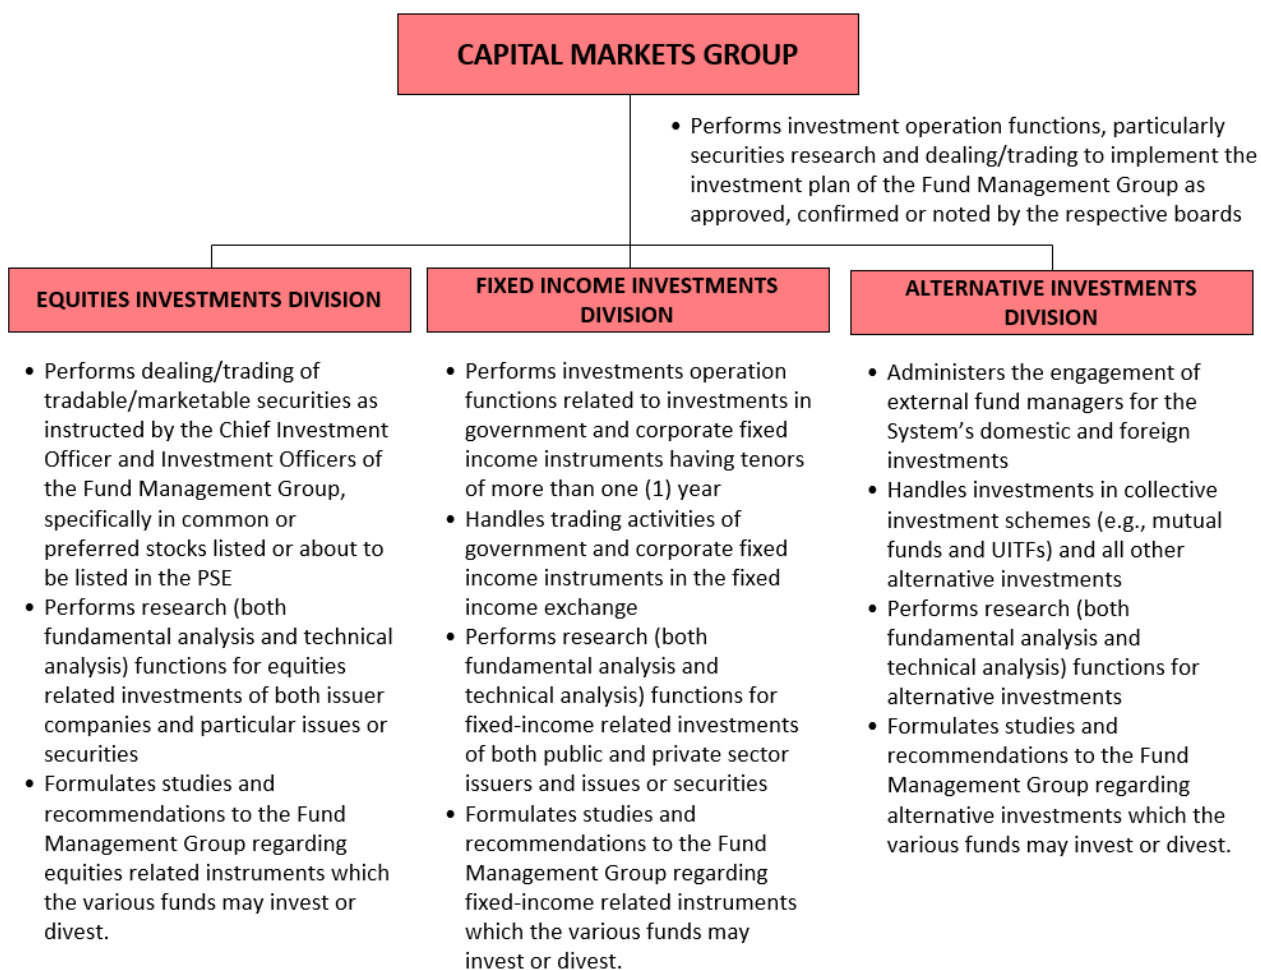 CAPITAL MARKETS GROUP
• Performs investment operation functions, particularly
securities research and dealing/trading to implement the
investment plan of the Fund Management Group as
approved, confirmed or noted by the respective boards
EQUITIES INVESTMENTS DIVISION
• Performs dealing/trading of
tradable/marketable securities as
instructed by the Chief Investment
Officer and Investment Officers of
the Fund Management Group,
specifically in common or
preferred stocks listed or about to
be listed in the PSE
• Performs research (both
fundamental analysis and technical
analysis) functions for equities
related investments of both issuer
companies and particular issues or
securities
• Formulates studies and
recommendations to the Fund
Management Group regarding
equities related instruments which
the various funds may invest or
divest.
FIXED INCOME INVESTMENTS
DIVISION
• Performs investments operation
functions related to investments in
government and corporate fixed
income instruments having tenors
of more than one (1) year
• Handles trading activities of
government and corporate fixed
income instruments in the fixed
income exchange
• Performs research (both
fundamental analysis and
technical analysis) functions for
fixed-income related investments
of both public and private sector
issuers and issues or securities
• Formulates studies and
recommendations to the Fund
Management Group regarding
fixed-income related instruments
which the various funds may
invest or divest.
ALTERNATIVE INVESTMENTS
DIVISION
• Administers the engagement of
external fund managers for the
System's domestic and foreign
investments
• Handles investments in collective
investment schemes (e.g., mutual
funds and UITFs) and all other
alternative investments
• Performs research (both
fundamental analysis and
technical analysis) functions for
alternative investments
• Formulates studies and
recommendations to the Fund
Management Group regarding
alternative investments which the
various funds may invest or divest.